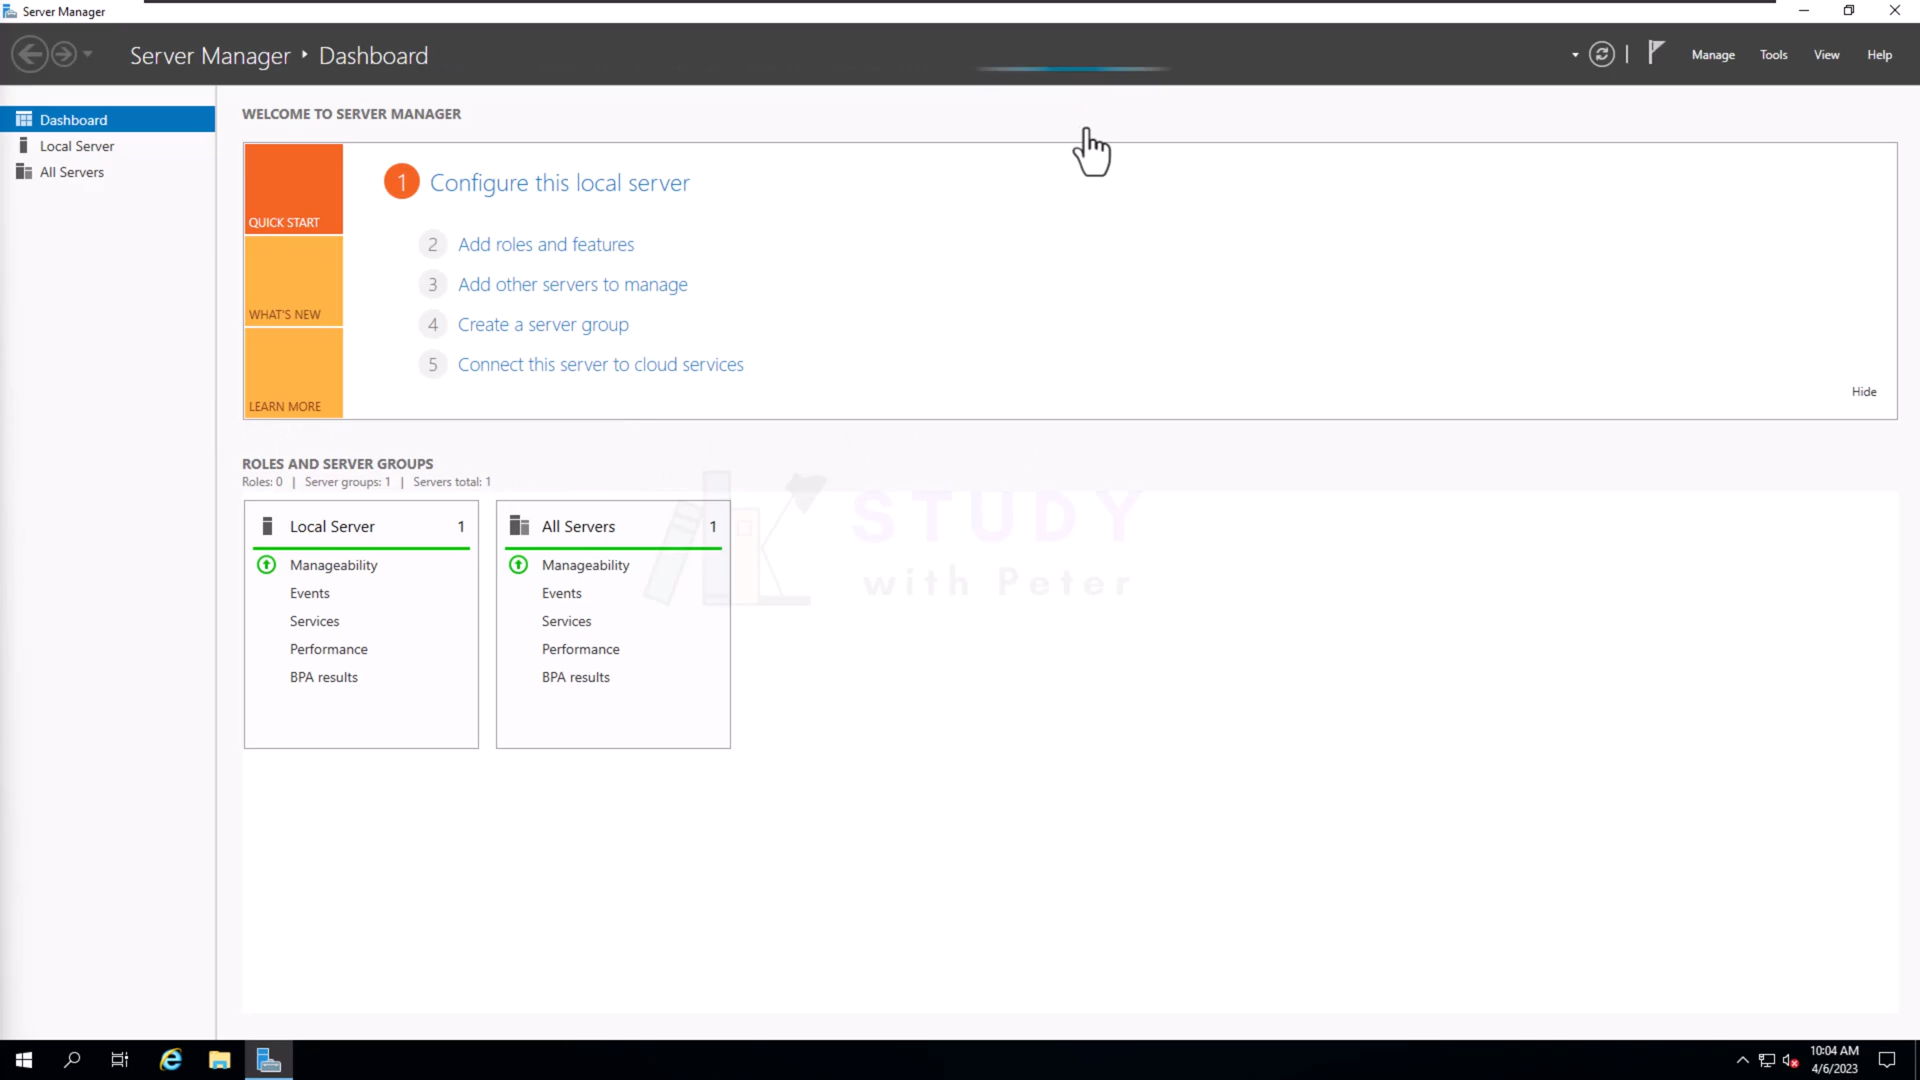 Server Manager
Server Manager ‣ Dashboard
Manage
Tools
View
Help
Dashboard
Local Server
All Servers
WELCOME TO SERVER MANAGER
QUICK START
WHAT'S NEW
LEARN MORE
1 Configure this local server
2 Add roles and features
3 Add other servers to manage
4 Create a server group
5 Connect this server to cloud services
Hide
ROLES AND SERVER GROUPS
Roles: 0 | Server groups: 1 | Servers total: 1
Local Server 1
Manageability
Events
Services
Performance
BPA results
All Servers 1
Manageability
Events
Services
Performance
BPA results
STUDY
with Peter
10:04 AM
4/6/2023